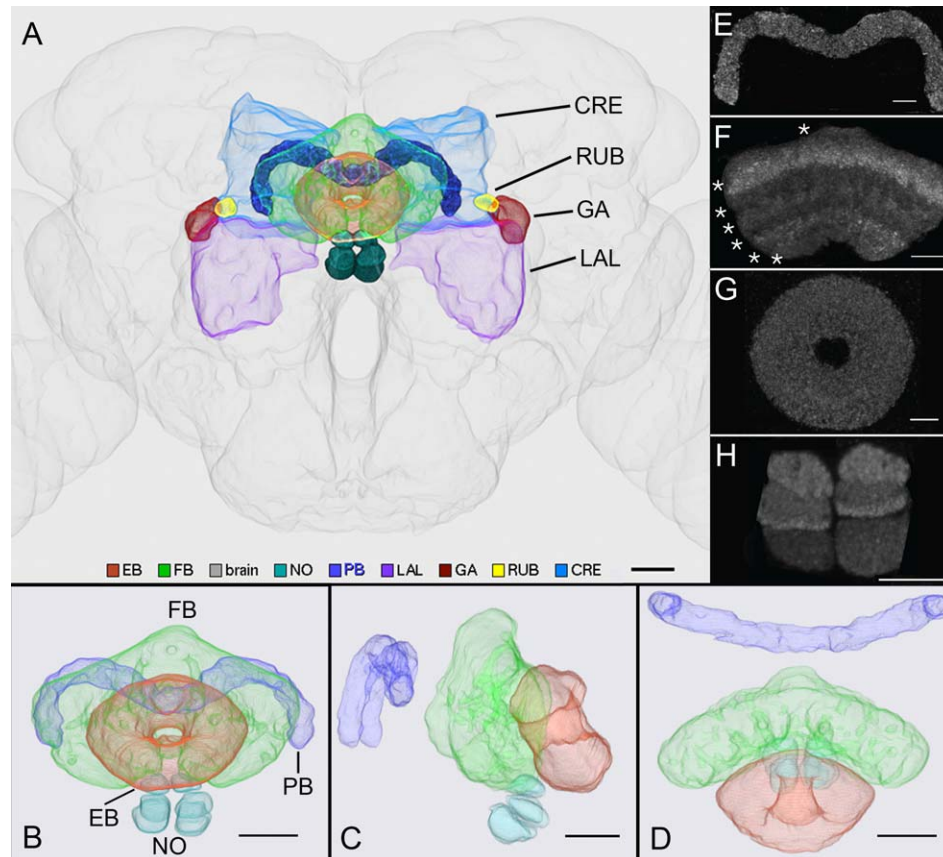 A
CRE
RUB
GA
LAL
EB FB brain NO PB LAL GA RUB CRE
E
F
* * * * * * *
G
H
FB
PB
EB
NO
B
C
D